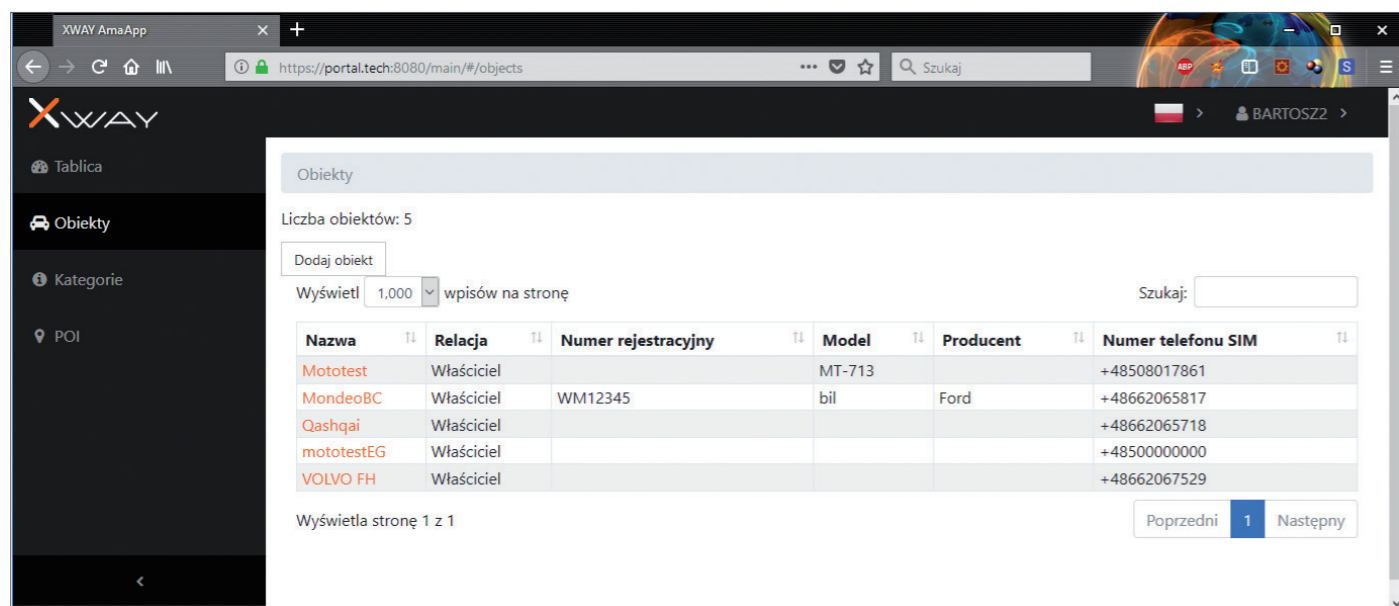 XWAY AmaApp
https://portal.tech:8080/main/#/objects
Szukaj
ABP
S
XWAY
BARTOSZ2
Tablica
Obiekty
Kategorie
POI
Obiekty
Liczba obiektów: 5
Dodaj obiekt
Wyświetl 1,000 wpisów na stronę
Szukaj:
Nazwa Relacja Numer rejestracyjny Model Producent Numer telefonu SIM
Mototest Właściciel MT-713 +48508017861
MondeoBC Właściciel WM12345 bil Ford +48662065817
Qashqai Właściciel +48662065718
mototestEG Właściciel +48500000000
VOLVO FH Właściciel +48662067529
Wyświetla stronę 1 z 1
Poprzedni 1 Następny